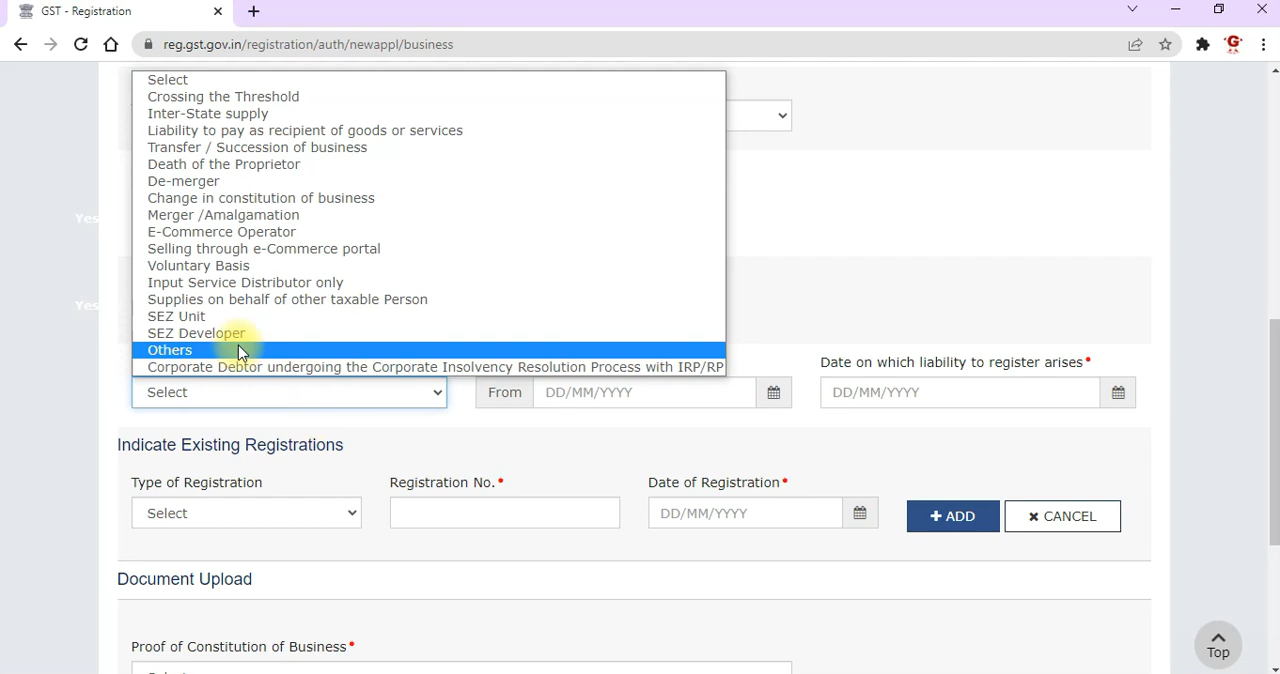 GST - Registration
reg.gst.gov.in/registration/auth/newappl/business
Select
Crossing the Threshold
Inter-State supply
Liability to pay as recipient of goods or services
Transfer / Succession of business
Death of the Proprietor
De-merger
Change in constitution of business
Merger /Amalgamation
E-Commerce Operator
Selling through e-Commerce portal
Voluntary Basis
Input Service Distributor only
Supplies on behalf of other taxable Person
SEZ Unit
SEZ Developer
Others
Corporate Debtor undergoing the Corporate Insolvency Resolution Process with IRP/RP
Yes
Yes
Date on which liability to register arises•
Select From DD/MM/YYYY DD/MM/YYYY
Indicate Existing Registrations
Type of Registration Registration No.• Date of Registration•
Select DD/MM/YYYY + ADD × CANCEL
Document Upload
Proof of Constitution of Business•
Top